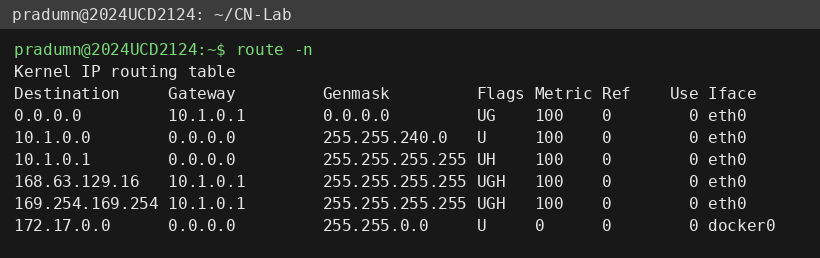 pradumn@2024UCD2124: ~/CN-Lab
pradumn@2024UCD2124:~$ route -n
Kernel IP routing table
Destination     Gateway         Genmask         Flags Metric Ref    Use Iface
0.0.0.0         10.1.0.1        0.0.0.0         UG    100    0        0 eth0
10.1.0.0        0.0.0.0         255.255.240.0   U     100    0        0 eth0
10.1.0.1        0.0.0.0         255.255.255.255 UH    100    0        0 eth0
168.63.129.16   10.1.0.1        255.255.255.255 UGH   100    0        0 eth0
169.254.169.254 10.1.0.1        255.255.255.255 UGH   100    0        0 eth0
172.17.0.0      0.0.0.0         255.255.0.0     U     0      0        0 docker0